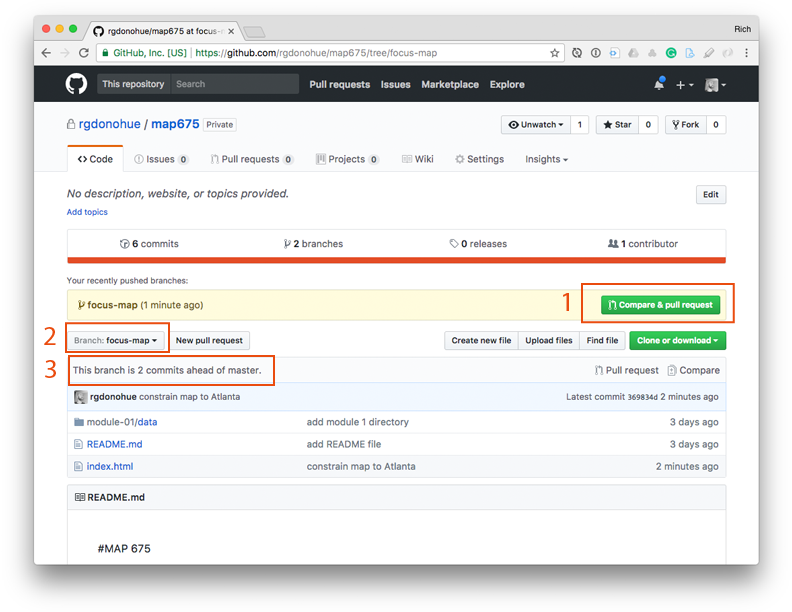 rgdonohue/map675 at focus-
Rich
GitHub, Inc. [US] https://github.com/rgdonohue/map675/tree/focus-map
This repository Search Pull requests Issues Marketplace Explore
rgdonohue / map675 Private
Unwatch 1 Star 0 Fork 0
Code Issues 0 Pull requests 0 Projects 0 Wiki Settings Insights
No description, website, or topics provided.
Edit
Add topics
6 commits 2 branches 0 releases 1 contributor
Your recently pushed branches:
focus-map (1 minute ago)
1 Compare & pull request
2 Branch: focus-map New pull request Create new file Upload files Find file Clone or download
3 This branch is 2 commits ahead of master. Pull request Compare
rgdonohue constrain map to Atlanta Latest commit 369834d 2 minutes ago
module-01/data add module 1 directory 3 days ago
README.md add README file 3 days ago
index.html constrain map to Atlanta 2 minutes ago
README.md
#MAP 675